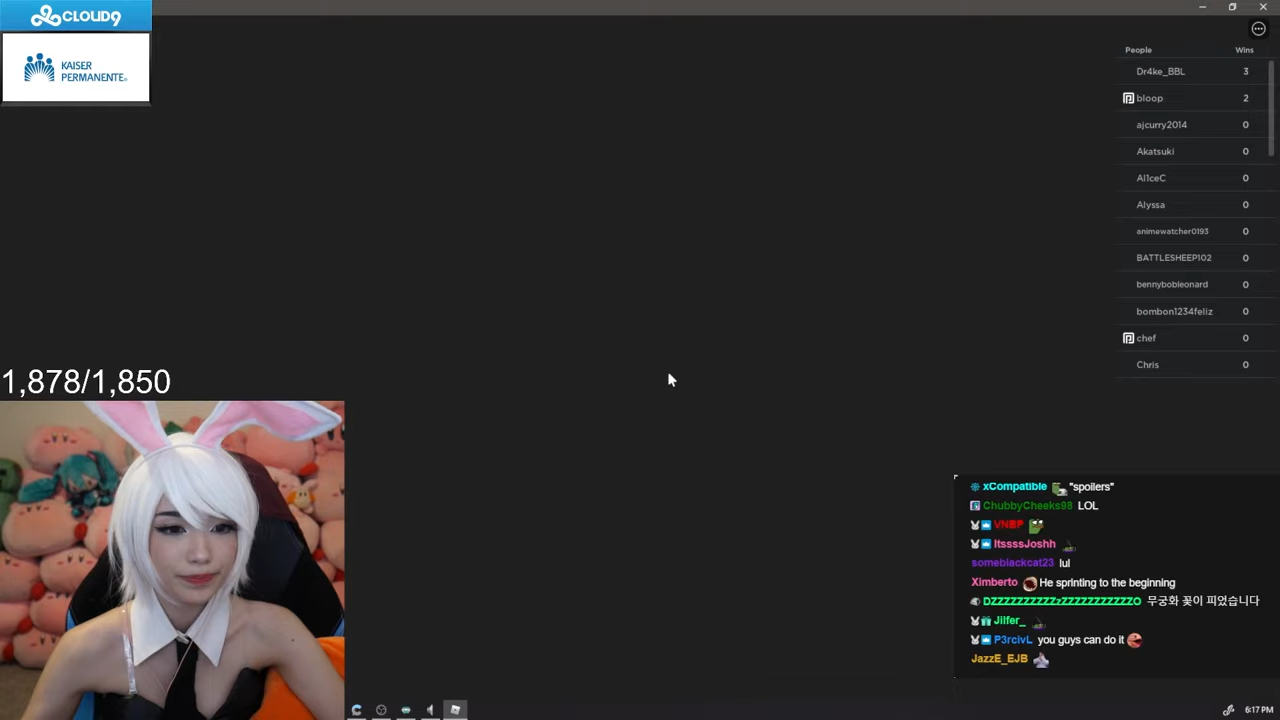 CLOUD9
KAISER
PERMANENTE®
People Wins
Dr4ke_BBL 3
bloop 2
ajcurry2014 0
Akatsuki 0
Al1ceC 0
Alyssa 0
animewatcher0193 0
BATTLESHEEP102 0
bennybobleonard 0
bombon1234feliz 0
chef 0
Chris 0
1,878/1,850
xCompatible "spoilers"
ChubbyCheeks98 LOL
VNBP
ItssssJoshh
someblackcat23 lul
Ximberto He sprinting to the beginning
DZZZZZZZZZZzZZZZZZZZZZZO 무궁화 꽃이 피었습니다
Jilfer_
P3rcivL you guys can do it
JazzE_EJB
6:17 PM